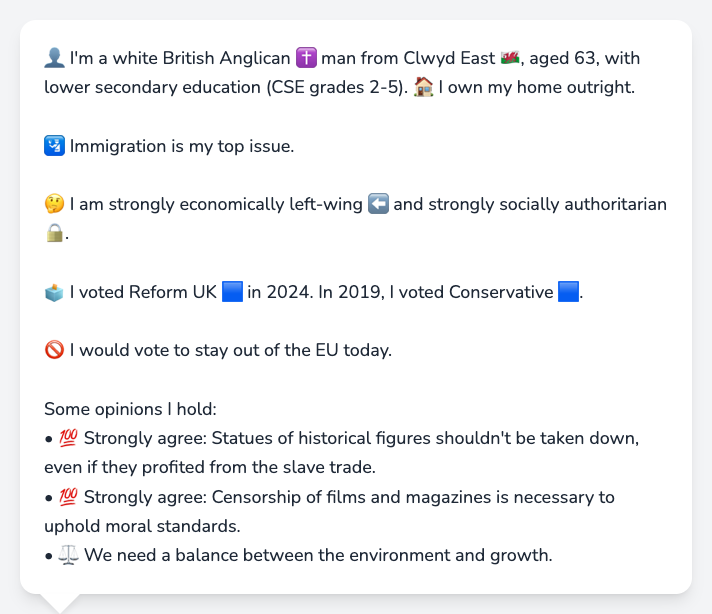 👤 I'm a white British Anglican ✝️ man from Clwyd East 🏴󠁧󠁢󠁷󠁬󠁳󠁿, aged 63, with
lower secondary education (CSE grades 2-5). 🏠 I own my home outright.
🛂 Immigration is my top issue.
🤔 I am strongly economically left-wing ⬅️ and strongly socially authoritarian
🔒.
🗳️ I voted Reform UK 🟦 in 2024. In 2019, I voted Conservative 🟦.
🚫 I would vote to stay out of the EU today.
Some opinions I hold:
• 💯 Strongly agree: Statues of historical figures shouldn't be taken down,
even if they profited from the slave trade.
• 💯 Strongly agree: Censorship of films and magazines is necessary to
uphold moral standards.
• ⚖️ We need a balance between the environment and growth.